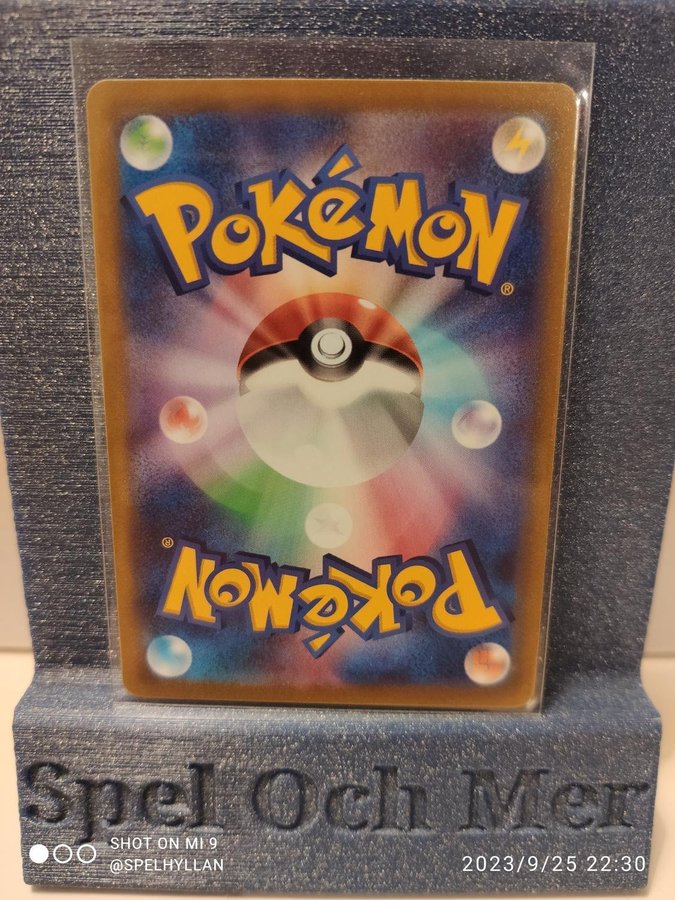 POKéMON
®
®
POKéMON
Spel Och Mer
SHOT ON MI 9
@SPELHYLLAN
2023/9/25 22:30